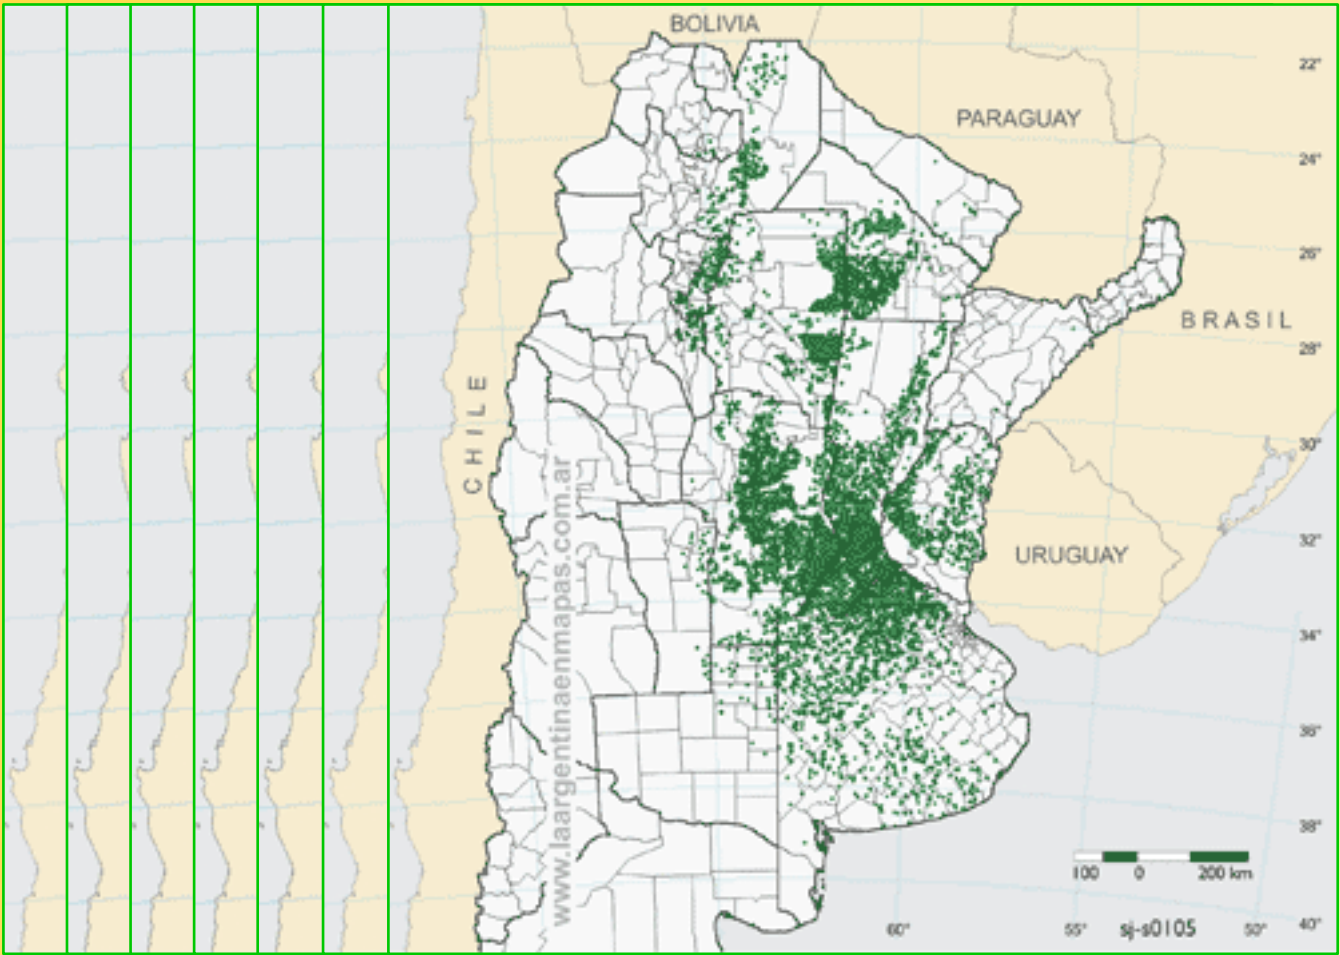 BOLIVIA
22°
PARAGUAY
24°
26°
BRASIL
28°
CHILE
30°
32°
URUGUAY
34°
36°
www.laargentinaenmapas.com.ar
38°
100 0 200 km
40°
60° 55° sj-s0105 50°